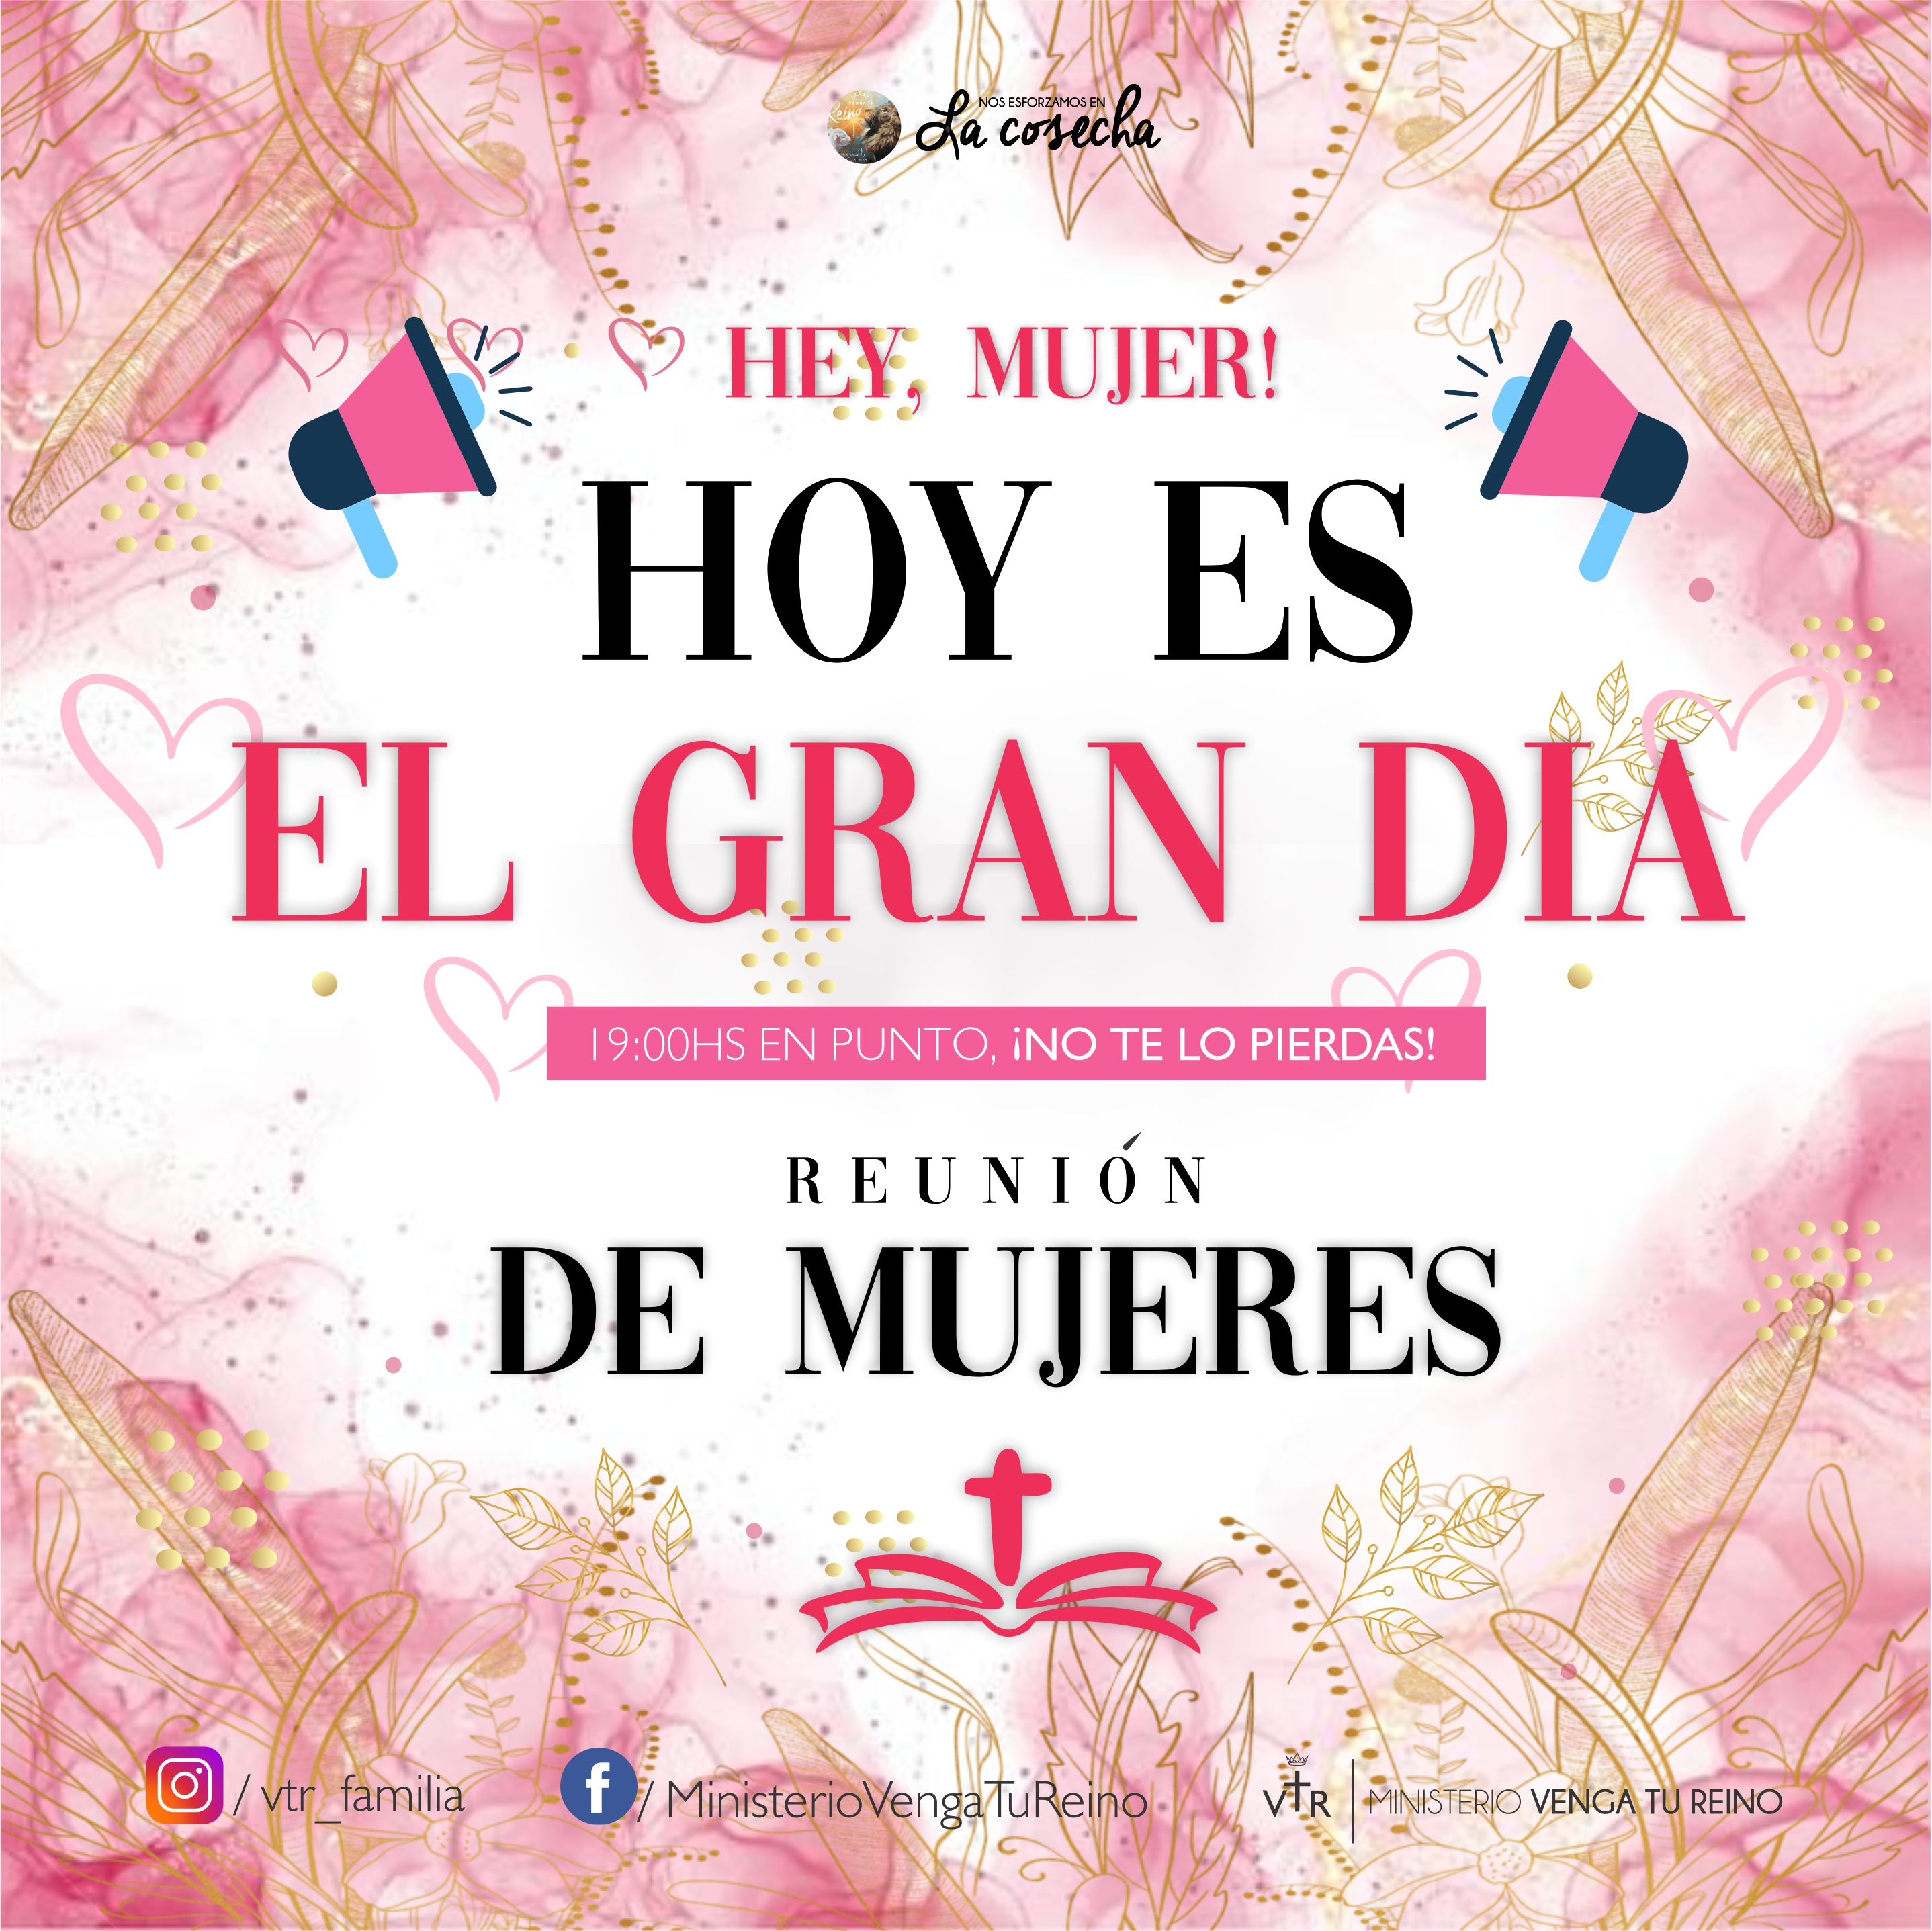 NOS ESFORZAMOS EN
La cosecha
HEY, MUJER!
HOY ES
EL GRAN DIA
19:00HS EN PUNTO, ¡NO TE LO PIERDAS!
REUNIÓN
DE MUJERES
/ vtr_familia
/ MinisterioVengaTuReino
VTR | MINISTERIO VENGA TU REINO